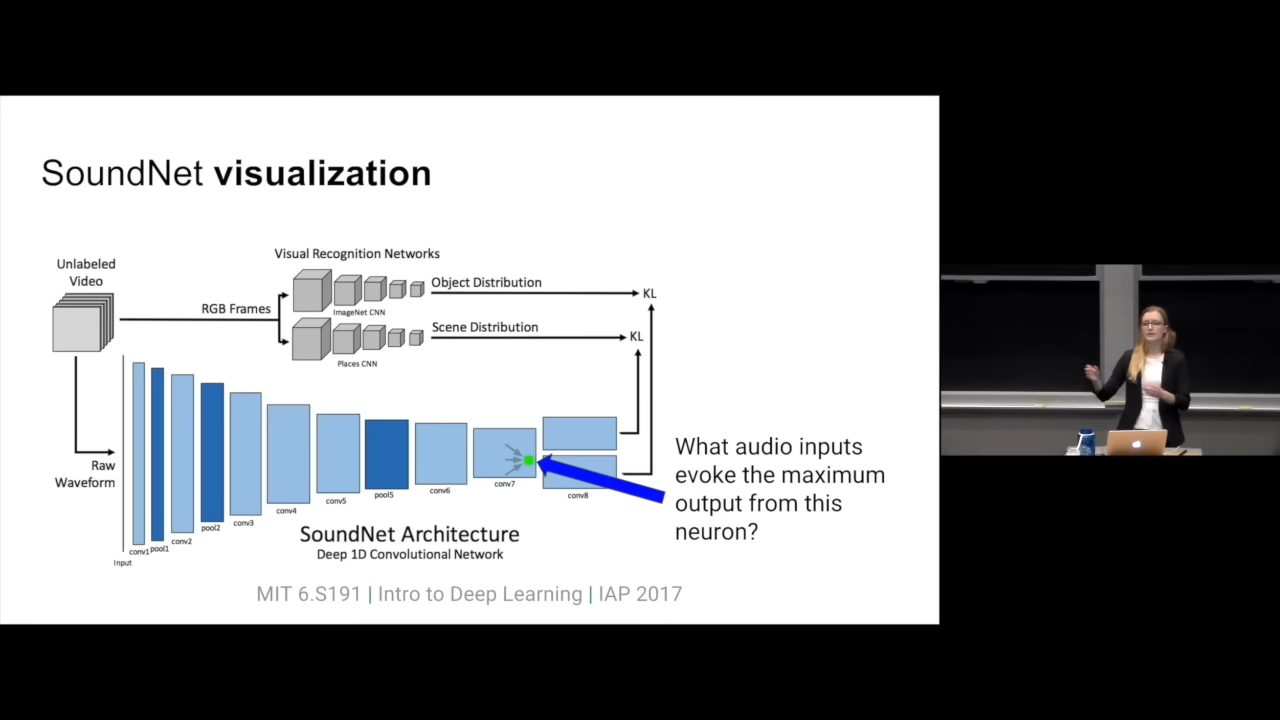 SoundNet visualization
Visual Recognition Networks
Unlabeled
Video
RGB Frames
Object Distribution
KL
ImageNet CNN
Scene Distribution
KL
Places CNN
Raw
Waveform
Input
conv1
pool1
conv2
pool2
conv3
conv4
conv5
pool5
conv6
conv7
conv8
What audio inputs
evoke the maximum
output from this
neuron?
SoundNet Architecture
Deep 1D Convolutional Network
MIT 6.S191 | Intro to Deep Learning | IAP 2017